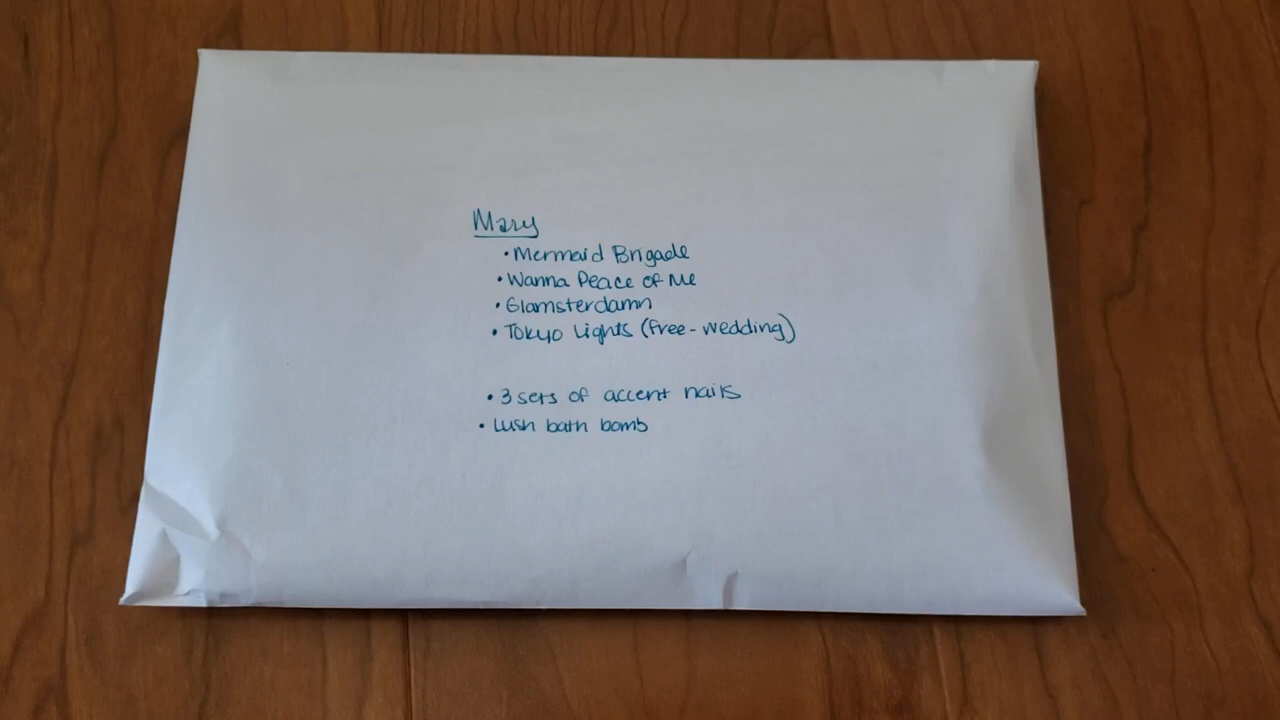 Mary
• Mermaid Brigade
• Wanna Peace of Me
• Glamsterdamn
• Tokyo Lights (free - wedding)
• 3 sets of accent nails
• Lush bath bomb